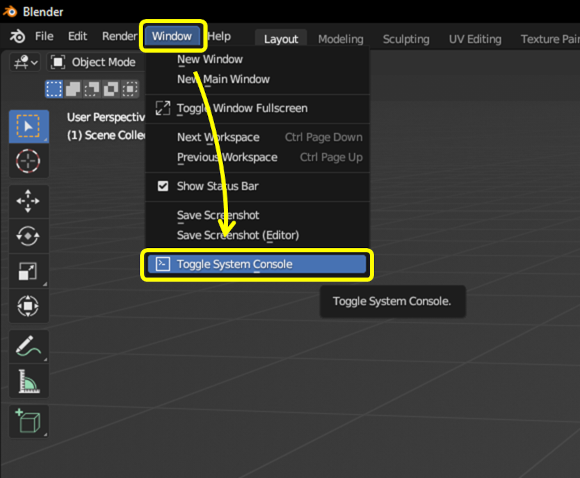 Blender
File Edit Render Window Help Layout Modeling Sculpting UV Editing Texture Pain
Object Mode
New Window
New Main Window
Toggle Window Fullscreen
User Perspectiv
(1) Scene Collec
Next Workspace Ctrl Page Down
Previous Workspace Ctrl Page Up
Show Status Bar
Save Screenshot
Save Screenshot (Editor)
Toggle System Console
Toggle System Console.